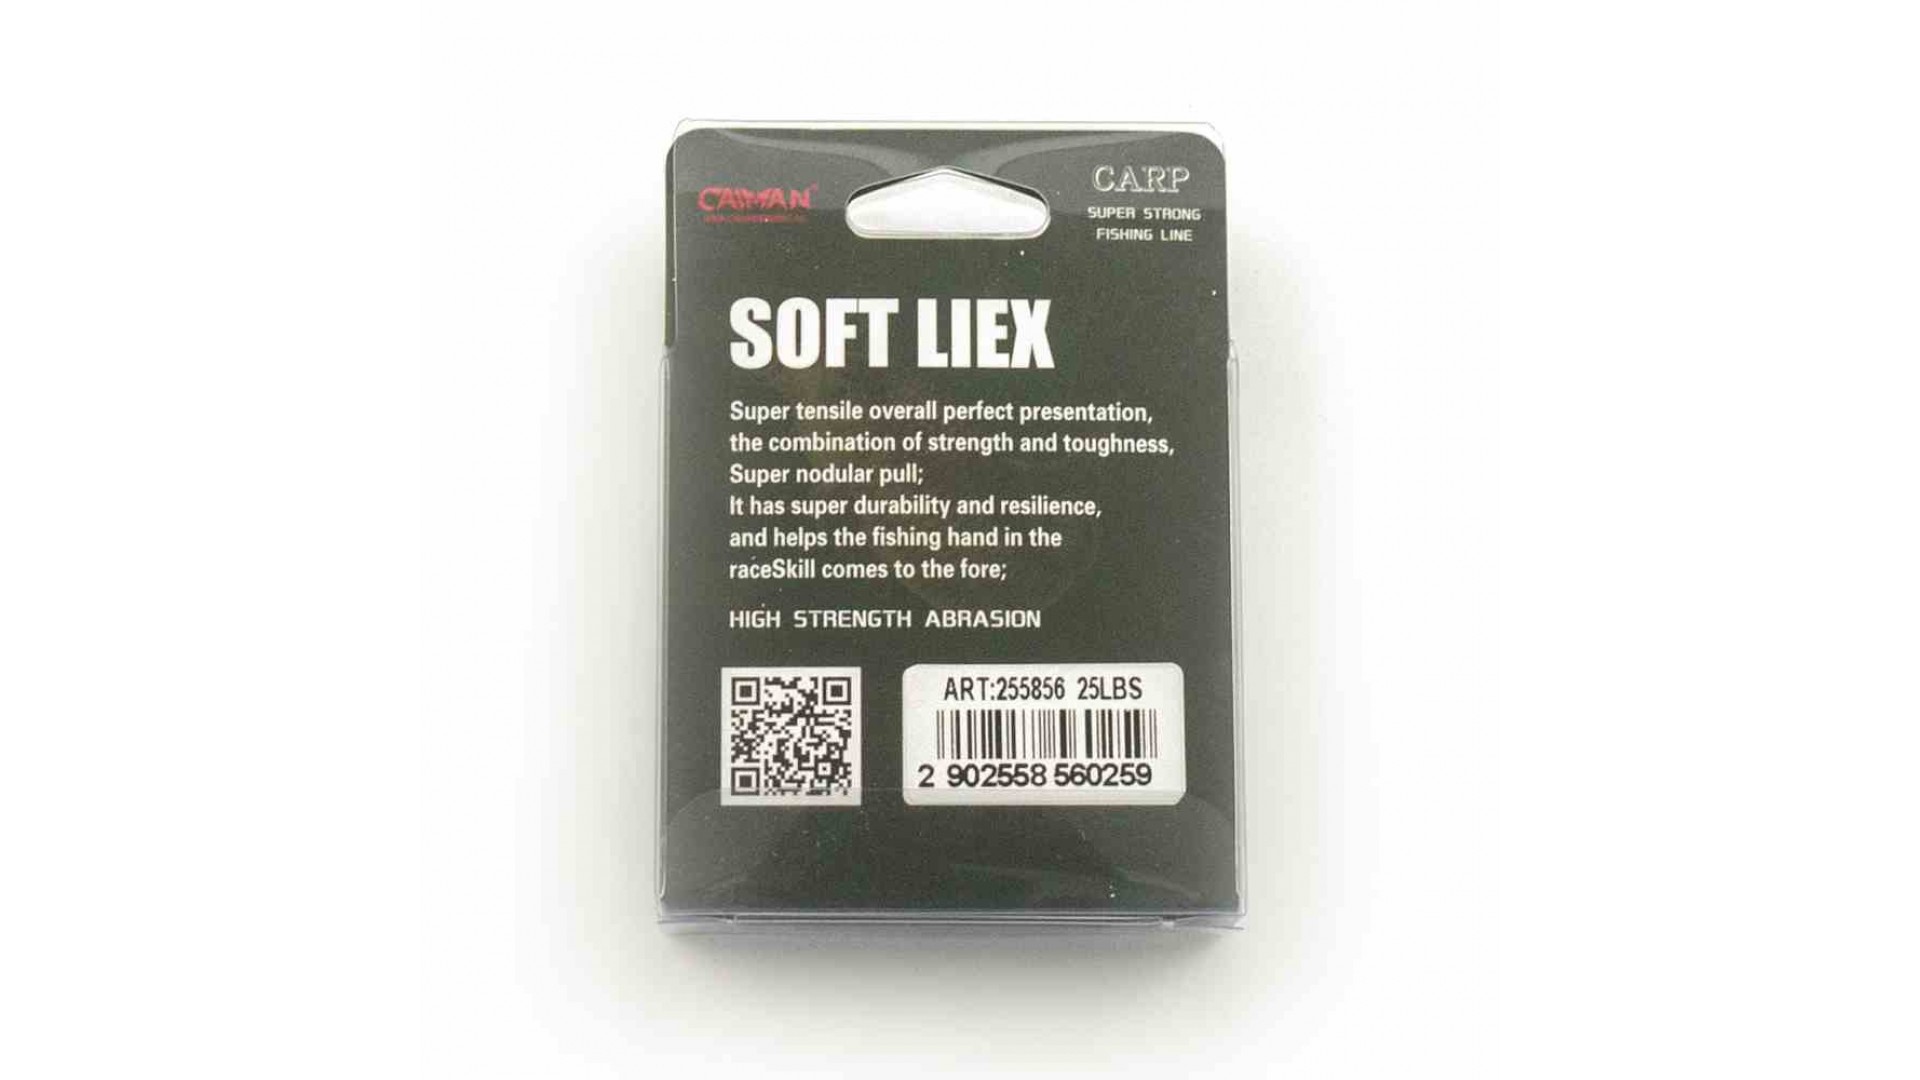 CAIMAN
CARP
SUPER STRONG
FISHING LINE
SOFT LIEX
Super tensile overall perfect presentation,
the combination of strength and toughness,
Super nodular pull;
It has super durability and resilience,
and helps the fishing hand in the
raceSkill comes to the fore;
HIGH STRENGTH ABRASION
ART:255856 25LBS
2 902558 560259